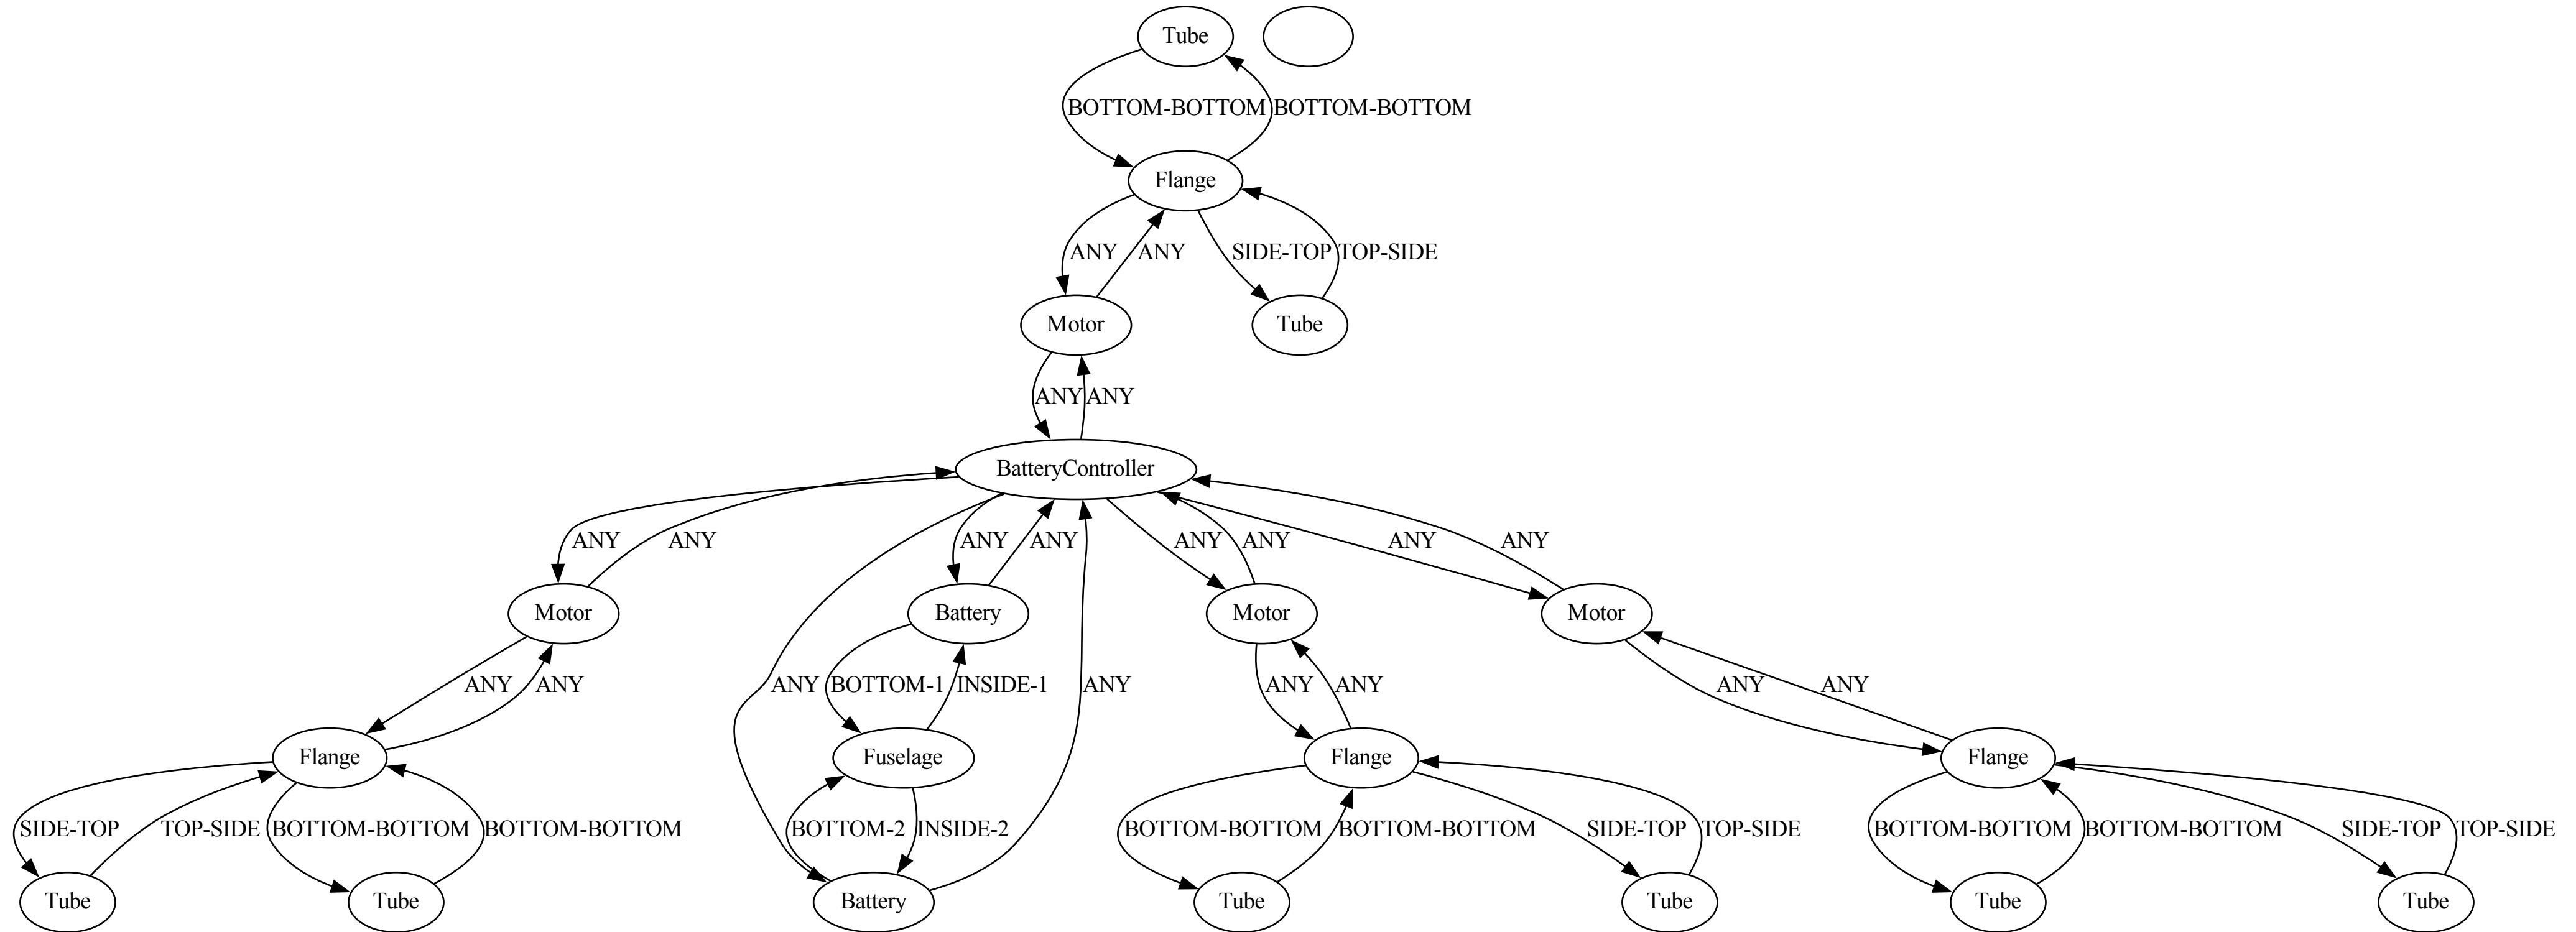 Tube
BOTTOM-BOTTOM BOTTOM-BOTTOM
Flange
ANY ANY SIDE-TOP TOP-SIDE
Motor Tube
ANY ANY
BatteryController
ANY ANY ANY ANY ANY ANY ANY ANY
Motor Battery Motor Motor
ANY ANY ANY BOTTOM-1 INSIDE-1 ANY ANY ANY ANY ANY
Flange Fuselage Flange Flange
SIDE-TOP TOP-SIDE BOTTOM-BOTTOM BOTTOM-BOTTOM BOTTOM-2 INSIDE-2 BOTTOM-BOTTOM BOTTOM-BOTTOM SIDE-TOP TOP-SIDE BOTTOM-BOTTOM BOTTOM-BOTTOM SIDE-TOP TOP-SIDE
Tube Tube Battery Tube Tube Tube Tube